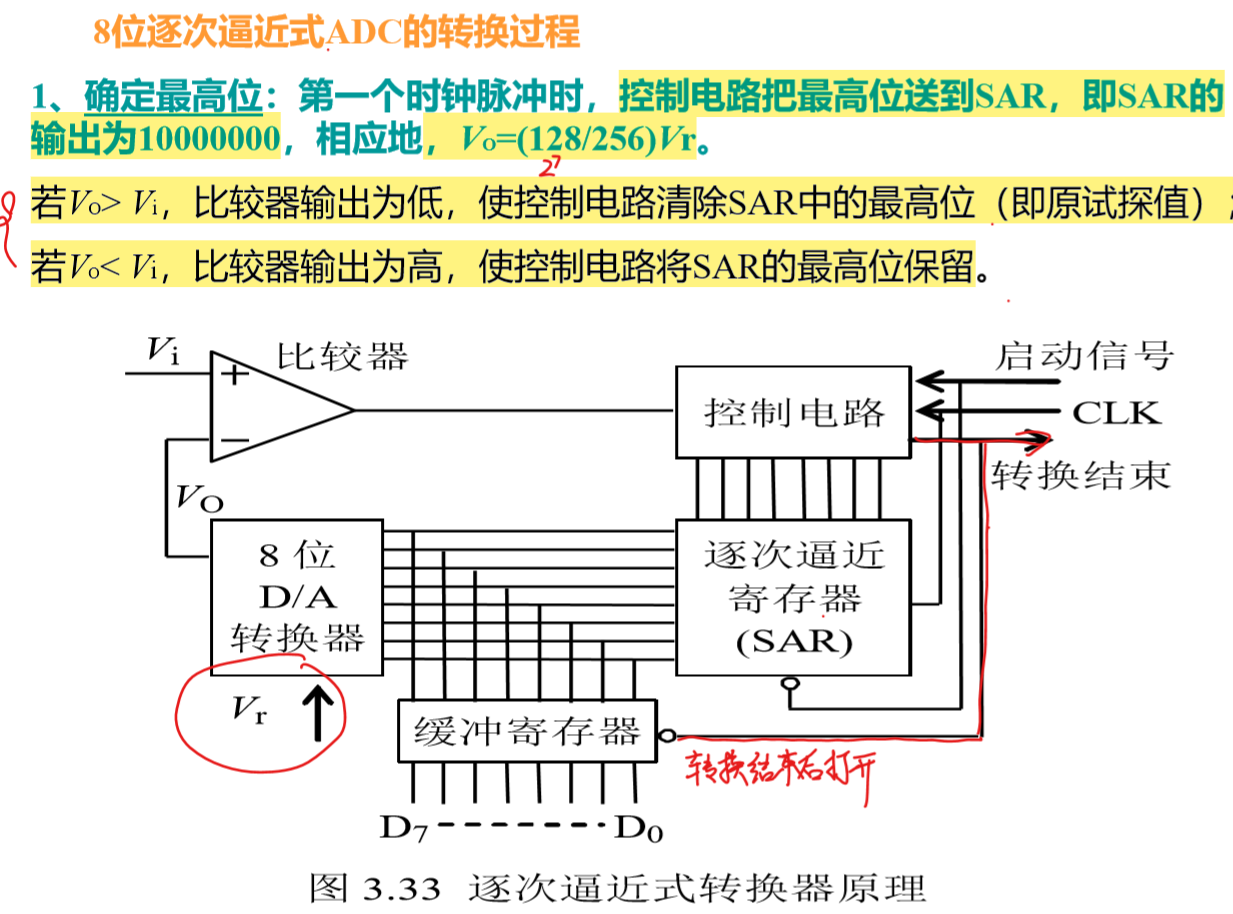 8位逐次逼近式ADC的转换过程
1、确定最高位：第一个时钟脉冲时，控制电路把最高位送到SAR，即SAR的
输出为10000000，相应地，Vo=(128/256)Vr。
2⁷
若Vo> Vi，比较器输出为低，使控制电路清除SAR中的最高位（即原试探值）；
若Vo< Vi，比较器输出为高，使控制电路将SAR的最高位保留。
Vi
比较器
+
−
启动信号
控制电路
CLK
转换结束
VO
8 位
D/A
转换器
逐次逼近
寄存器
(SAR)
Vr
缓冲寄存器
转换结束后打开
D7 - - - - - - - D0
图 3.33 逐次逼近式转换器原理